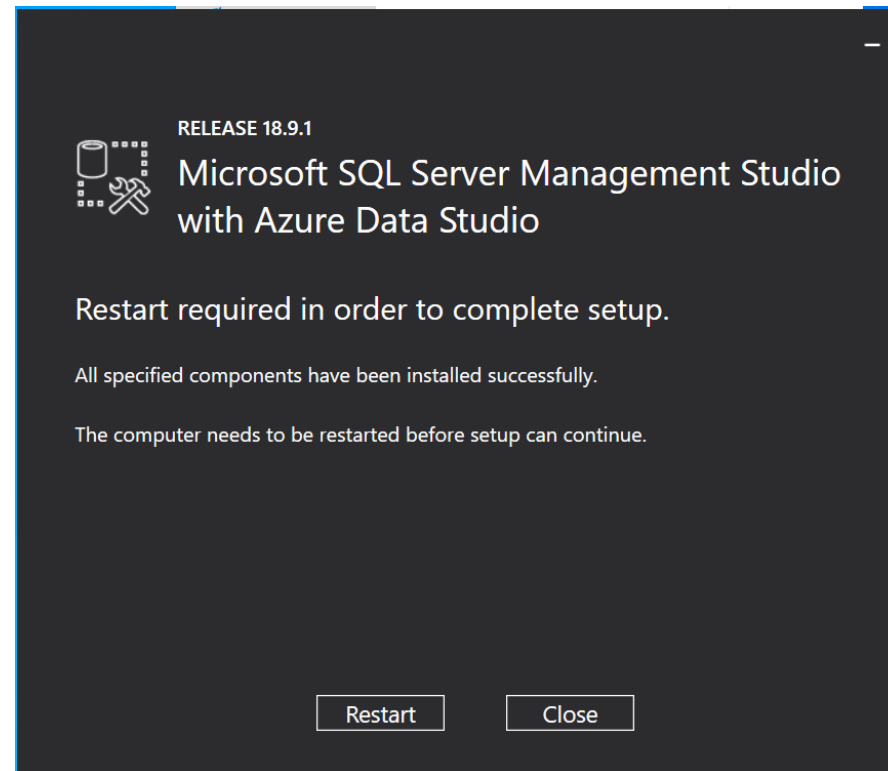 RELEASE 18.9.1
Microsoft SQL Server Management Studio
with Azure Data Studio
Restart required in order to complete setup.
All specified components have been installed successfully.
The computer needs to be restarted before setup can continue.
Restart
Close